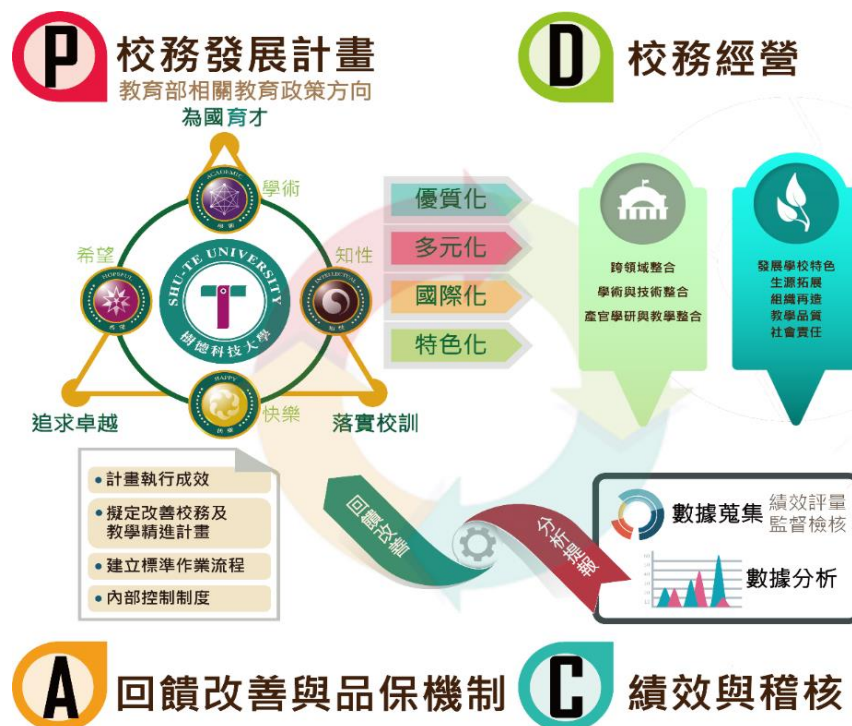 P 校務發展計畫
教育部相關教育政策方向
為國育才
ACADEMIC
學術
希望
HOPEFUL
知性
INTELLECTUAL
SHU-TE UNIVERSITY
樹德科技大學
HAPPY
快樂
追求卓越
落實校訓
優質化
多元化
國際化
特色化
D 校務經營
跨領域整合
學術與技術整合
產官學研與教學整合
發展學校特色
生源拓展
組織再造
教學品質
社會責任
計畫執行成效
擬定改善校務及
教學精進計畫
建立標準作業流程
內部控制制度
回饋改善
分析提報
數據蒐集
績效評量
監督檢核
數據分析
A 回饋改善與品保機制
C 績效與稽核